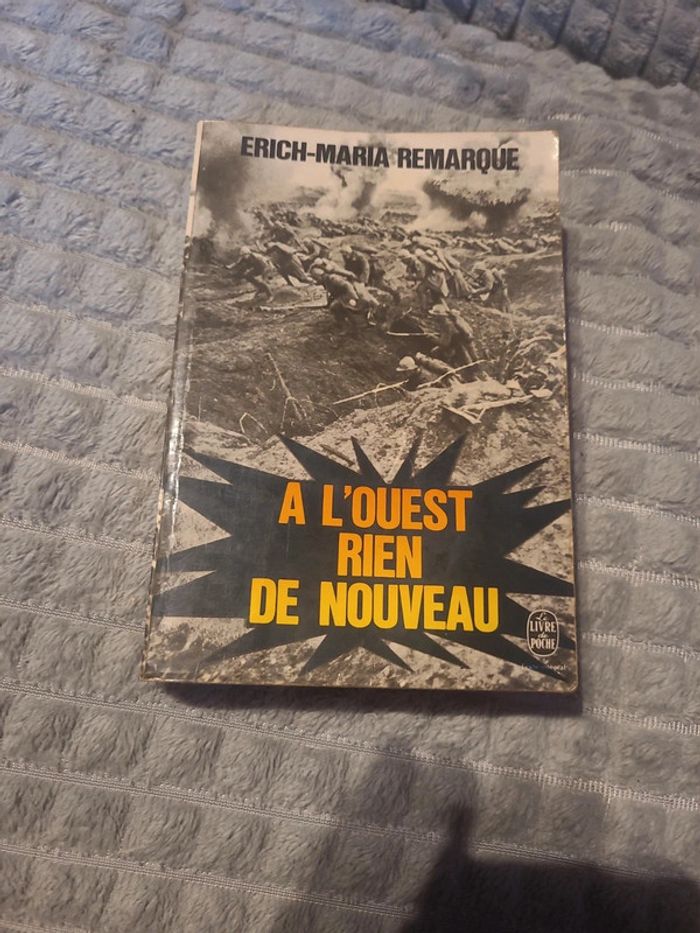 ERICH-MARIA REMARQUE
A L'OUEST
RIEN
DE NOUVEAU
Le
LIVRE
de
POCHE